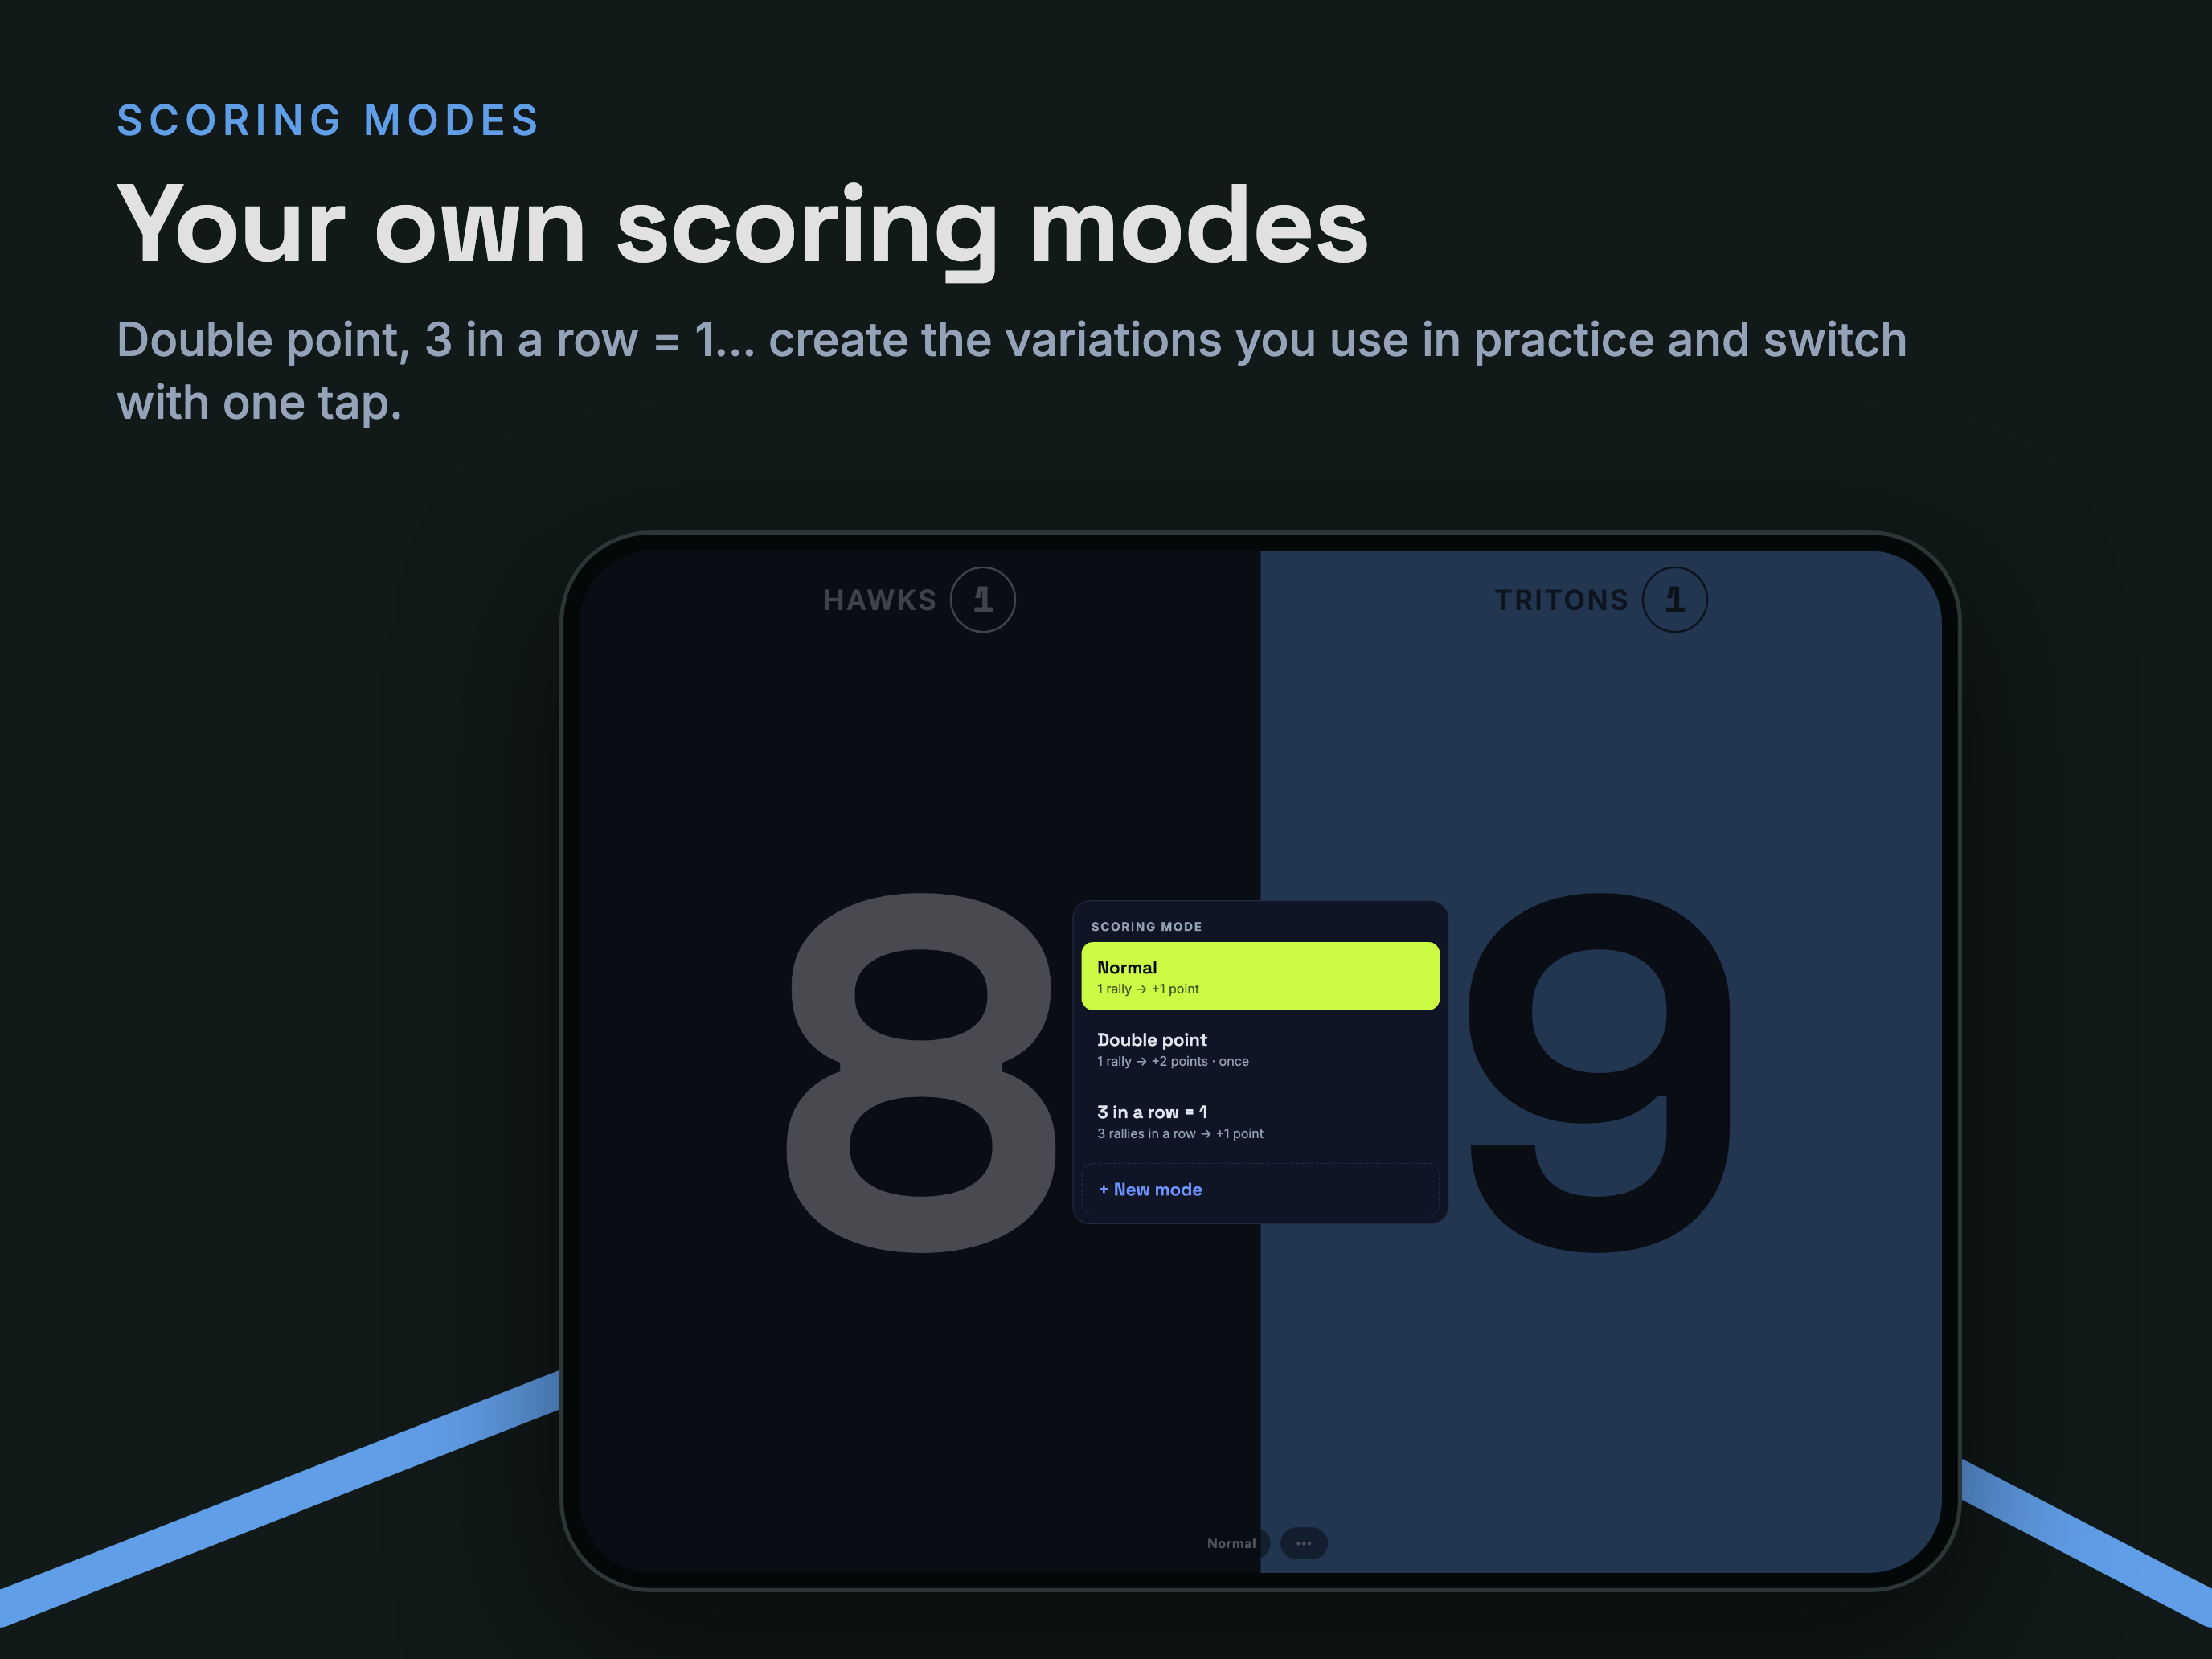 SCORING MODES
Your own scoring modes
Double point, 3 in a row = 1... create the variations you use in practice and switch
with one tap.
HAWKS 1
TRITONS 1
8
9
SCORING MODE
Normal
1 rally → +1 point
Double point
1 rally → +2 points · once
3 in a row = 1
3 rallies in a row → +1 point
+ New mode
Normal
•••